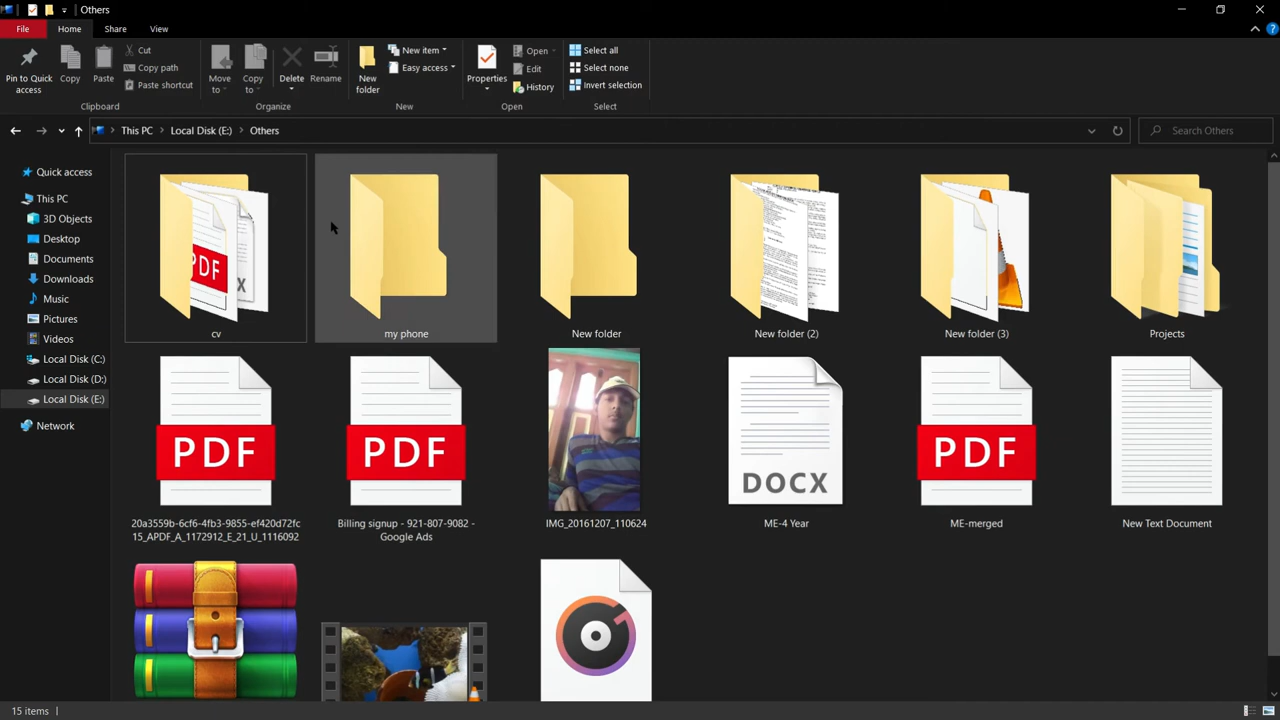 Others
File
Home
Share
View
Pin to Quick
access
Copy
Paste
Cut
Copy path
Paste shortcut
Clipboard
Move
to
Copy
to
Delete
Rename
Organize
New
folder
New item
Easy access
New
Properties
Open
Edit
History
Open
Select all
Select none
Invert selection
Select
This PC
Local Disk (E:)
Others
Search Others
Quick access
This PC
3D Objects
Desktop
Documents
Downloads
Music
Pictures
Videos
Local Disk (C:)
Local Disk (D:)
Local Disk (E:)
Network
PDF
X
cv
my phone
New folder
New folder (2)
New folder (3)
Projects
PDF
PDF
DOCX
PDF
20a3559b-6cf6-4fb3-9855-ef420d72fc
15_APDF_A_1172912_E_21_U_1116092
Billing signup - 921-807-9082 -
Google Ads
IMG_20161207_110624
ME-4 Year
ME-merged
New Text Document
15 items